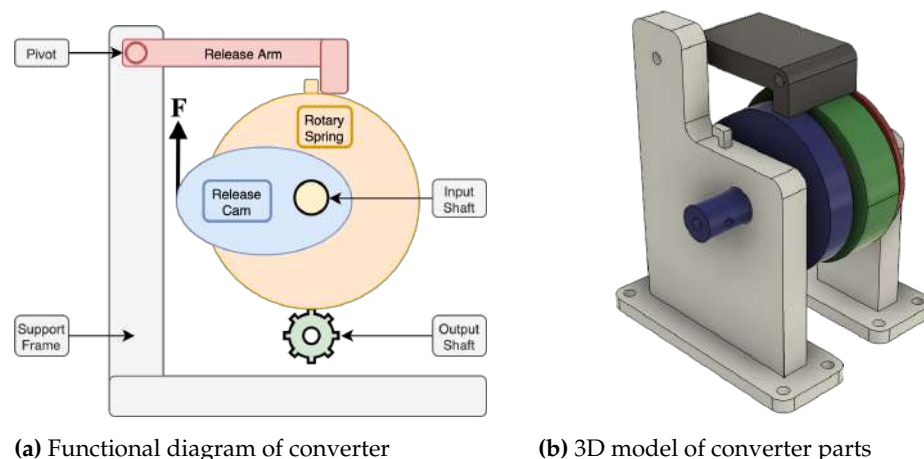 Pivot
Release Arm
F
Rotary
Spring
Release
Cam
Input
Shaft
Support
Frame
Output
Shaft
(a) Functional diagram of converter
(b) 3D model of converter parts